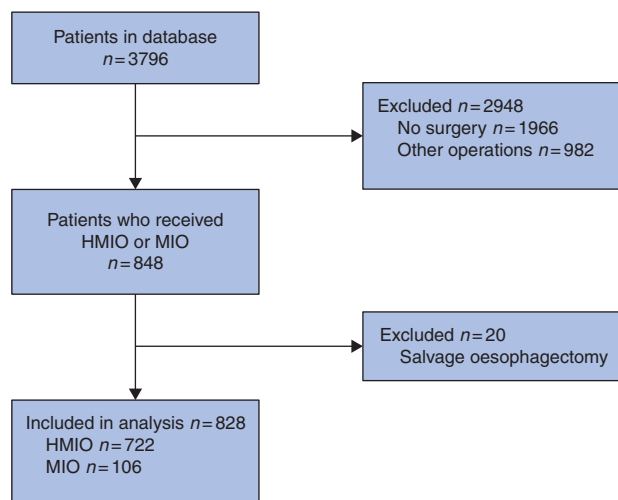 Patients in database
n=3796
Excluded n=2948
No surgery n=1966
Other operations n=982
Patients who received
HMIO or MIO
n=848
Excluded n=20
Salvage oesophagectomy
Included in analysis n=828
HMIO n=722
MIO n=106